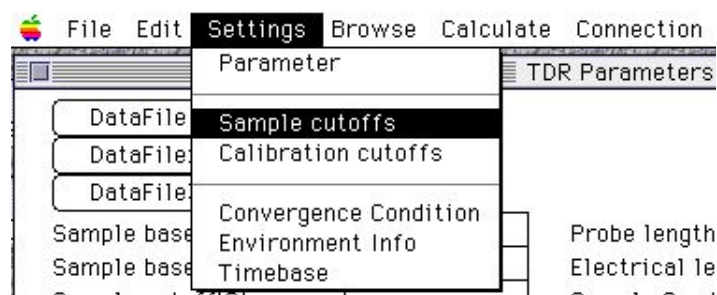 File Edit Settings Browse Calculate Connection
Parameter
TDR Parameters
DataFile
Sample cutoffs
DataFile
Calibration cutoffs
DataFile
Convergence Condition
Sample base
Probe length
Environment Info
Sample base
Electrical le
Timebase